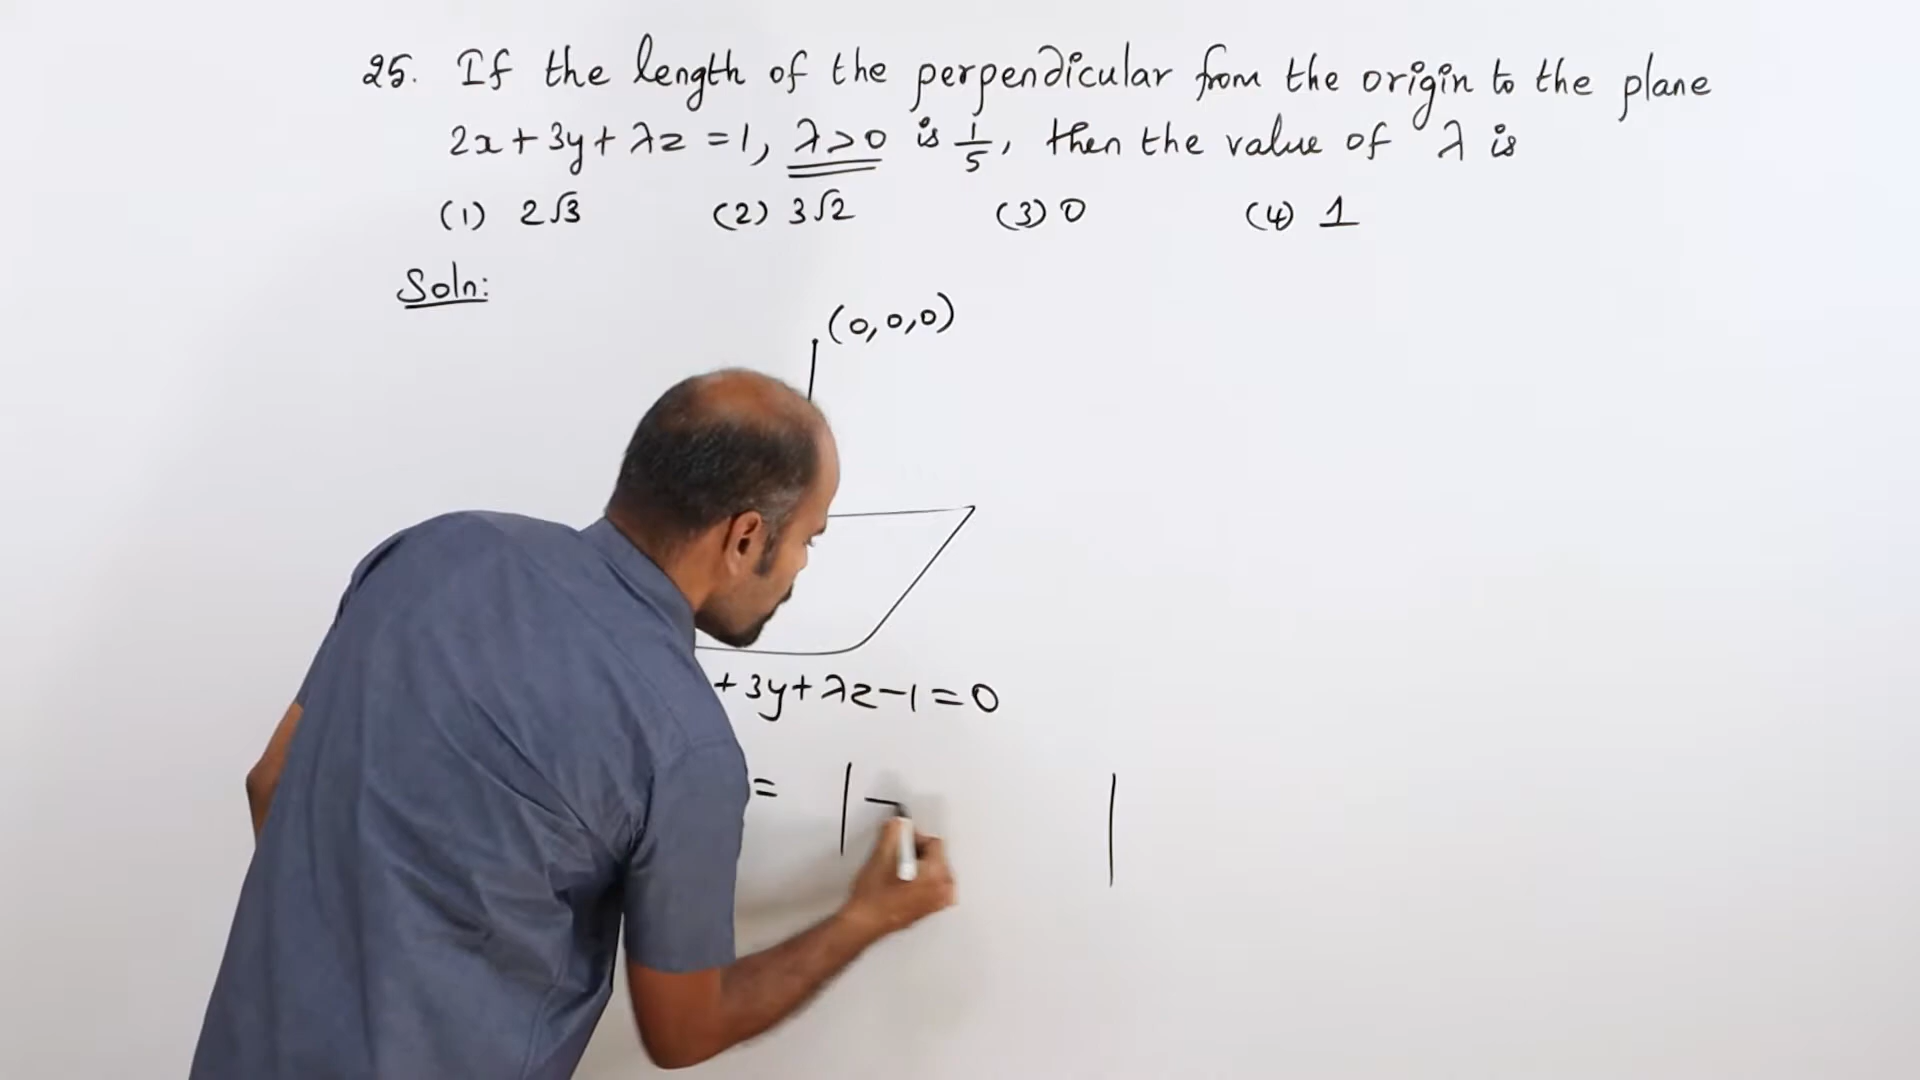 25. If the length of the perpendicular from the origin to the plane
2x+3y+λz =1, λ>0 is 1/5, then the value of λ is
(1) 2√3 (2) 3√2 (3) 0 (4) 1
Soln:
(0,0,0)
+3y+λz-1=0
= | |